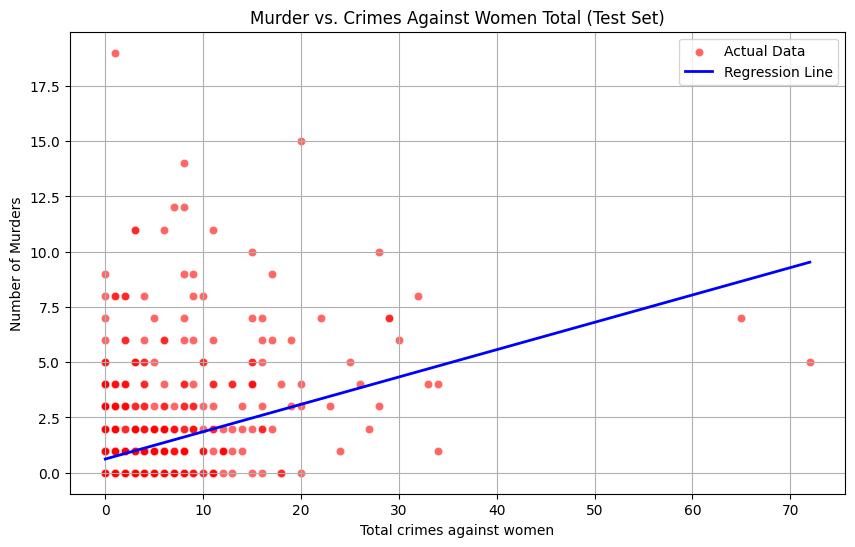 Murder vs. Crimes Against Women Total (Test Set)
Actual Data
Regression Line
Number of Murders
17.5
15.0
12.5
10.0
7.5
5.0
2.5
0.0
0 10 20 30 40 50 60 70
Total crimes against women